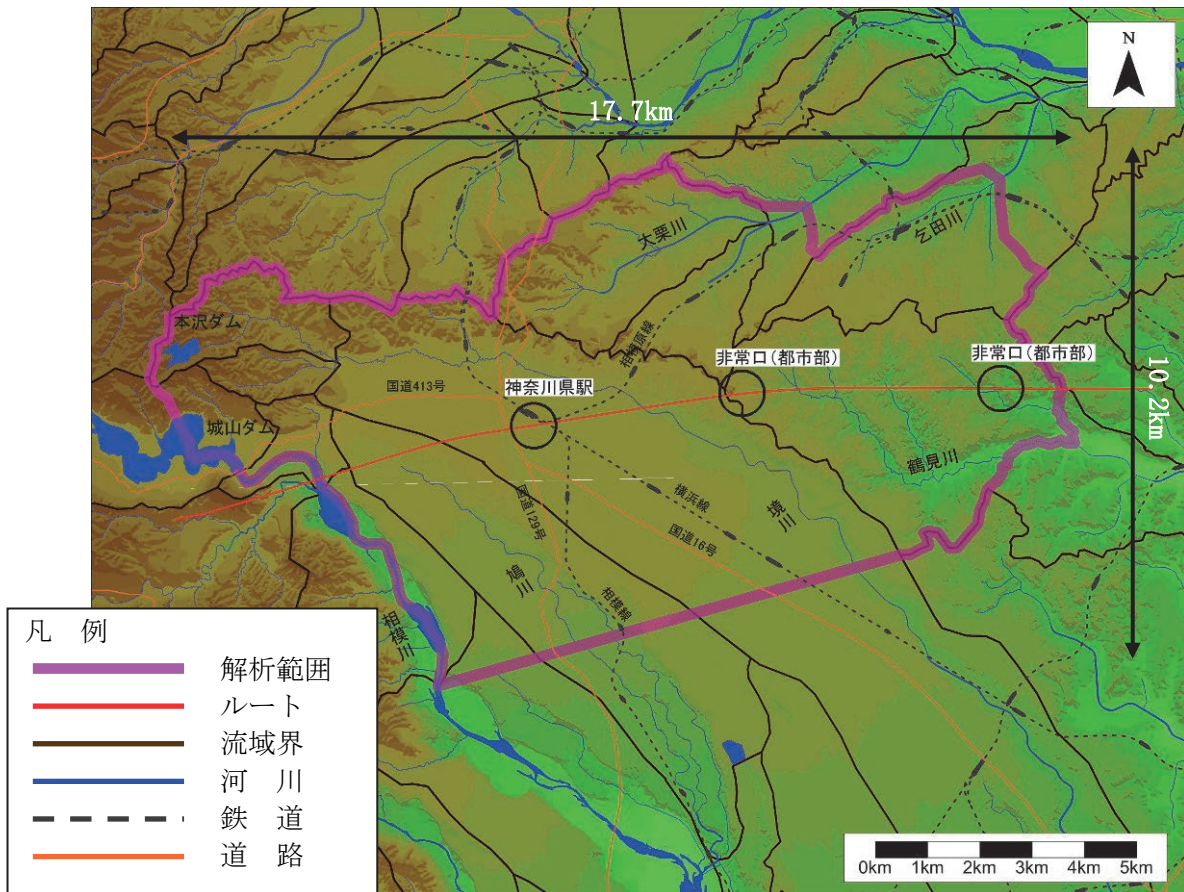 N
17.7km
大栗川
乞田川
本沢ダム
相模原線
非常口(都市部)
非常口(都市部)
10.2km
国道413号
神奈川県駅
城山ダム
鶴見川
横浜線
境川
国道129号
国道16号
鳩川
相模線
相模川
凡 例
解析範囲
ルート
流域界
河 川
鉄 道
道 路
0km 1km 2km 3km 4km 5km